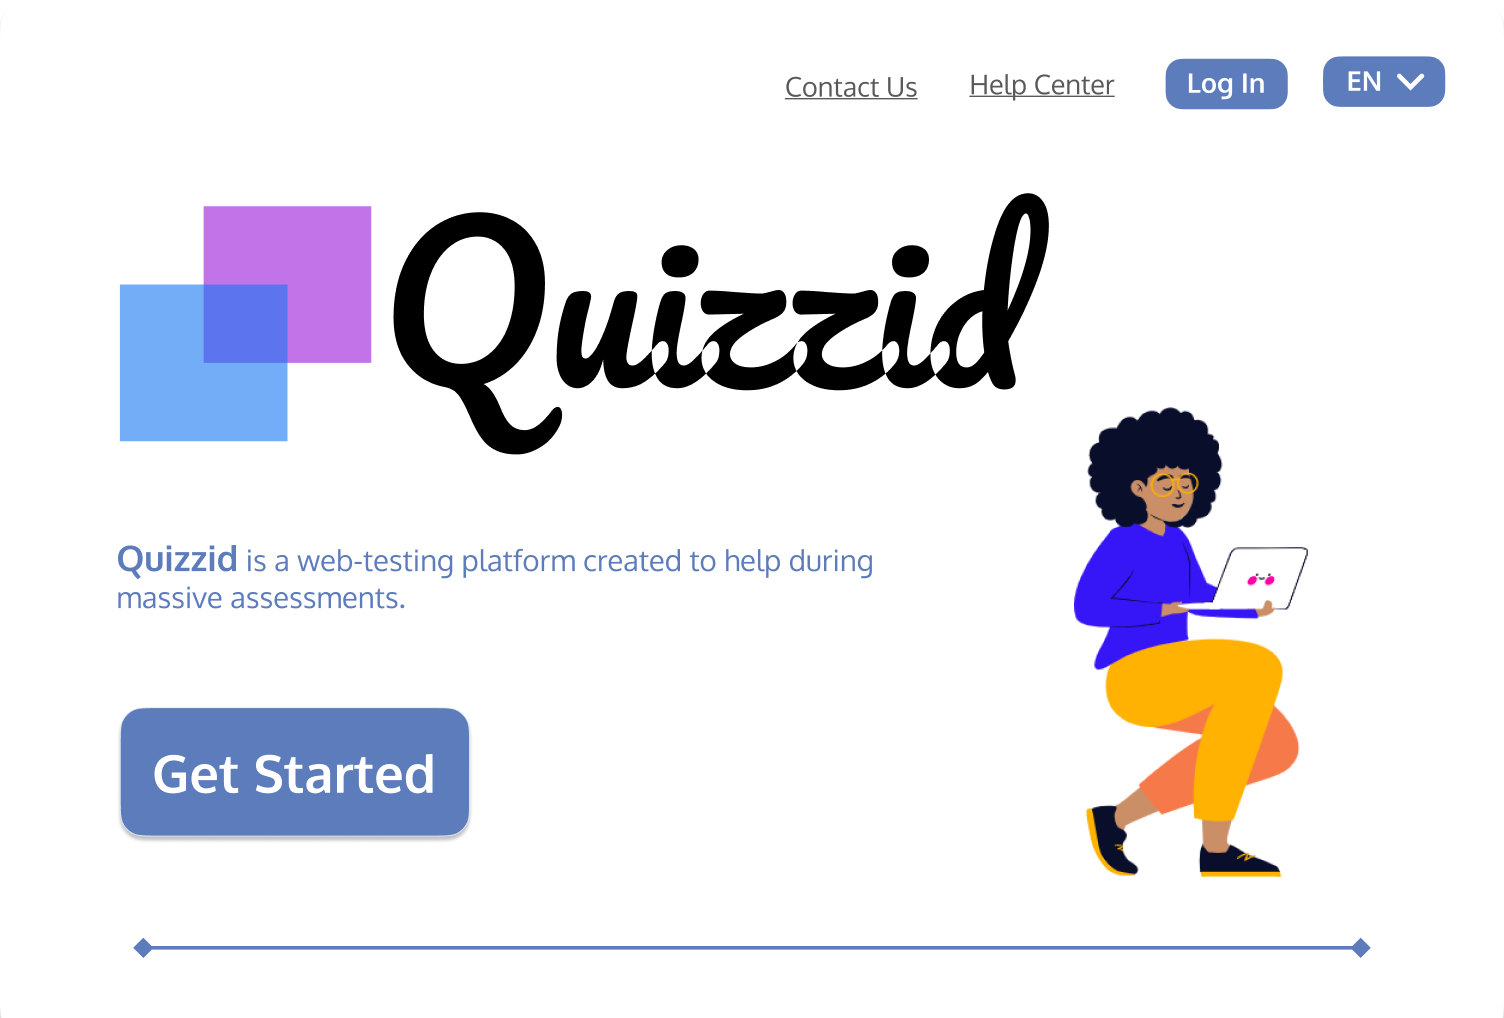 Contact Us
Help Center
Log In
EN
Quizzid
Quizzid is a web-testing platform created to help during
massive assessments.
Get Started